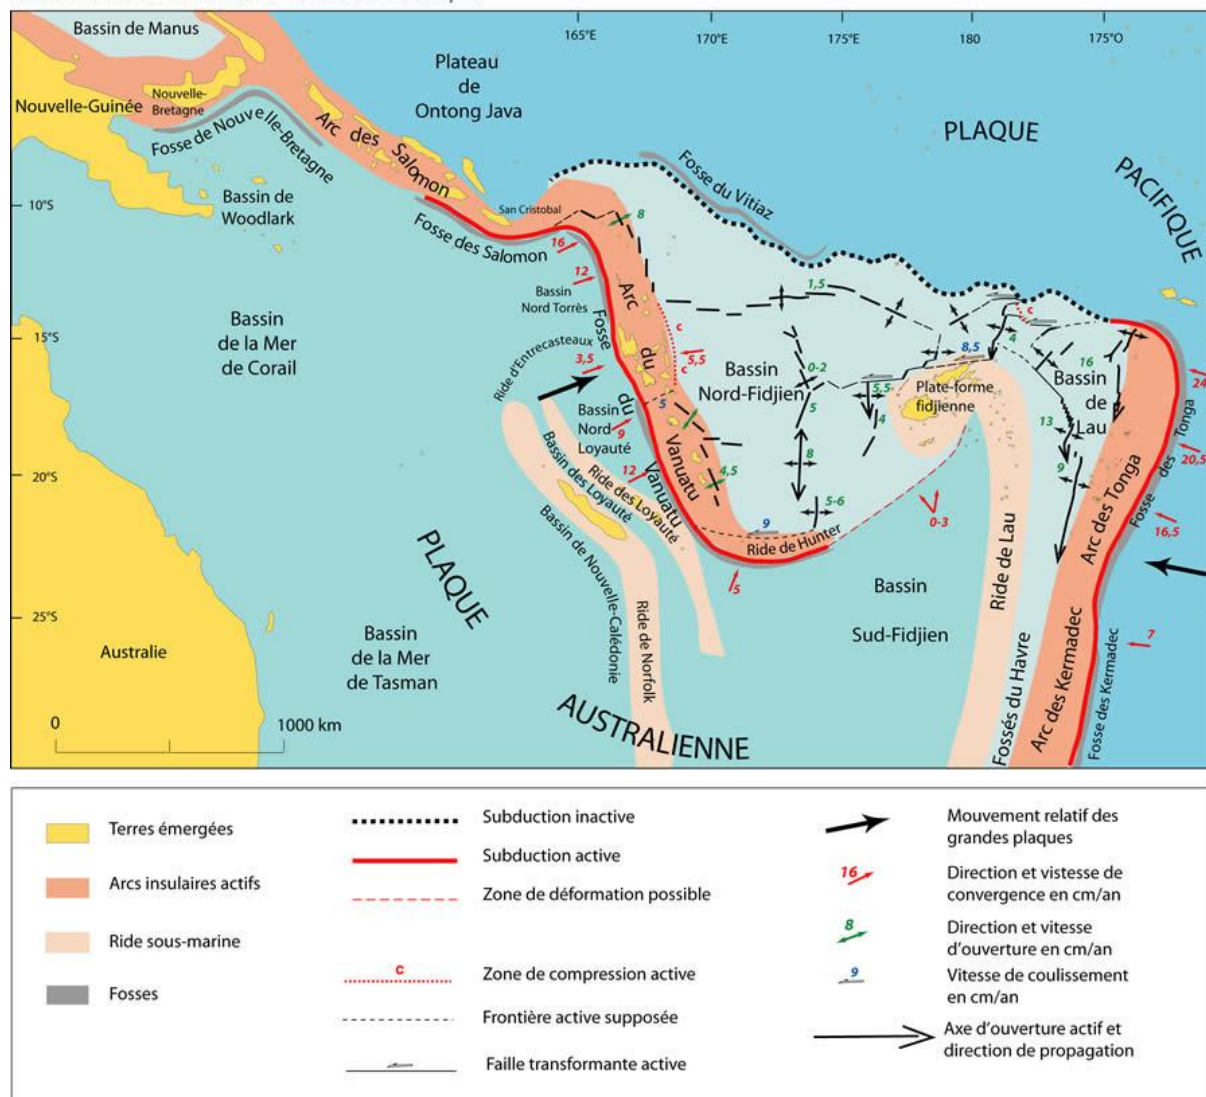 165°E
170°E
175°E
180
175°O
10°S
15°S
20°S
25°S
Bassin de Manus
Nouvelle-Guinée
Nouvelle-
Bretagne
Fosse de Nouvelle-Bretagne
Arc des Salomon
Plateau
de
Ontong Java
PLAQUE
PACIFIQUE
Bassin de
Woodlark
San Cristobal
Fosse des Salomon
Fosse du Vitiaz
8
16
12
Bassin
Nord Torrès
Bassin
de la Mer
de Corail
Ride d'Entrecasteaux
3,5
Fosse du Vanuatu
Arc du Vanuatu
c
5,5
c
5
1,5
Bassin
Nord-Fidjien
0-2
5
5,5
4
8,5
Plate-forme
fidjienne
c
4
16
Bassin
de
Lau
13
9
24
20,5
16,5
Bassin
Nord
Loyauté
9
12
4,5
8
5-6
9
Ride de Hunter
5
0-3
Bassin des Loyauté
Ride des Loyauté
Bassin de Nouvelle-Calédonie
Ride de Norfolk
Arc des Tonga
Fosse des Tonga
Ride de Lau
Bassin
Sud-Fidjien
Fossés du Havre
Arc des Kermadec
Fosse des Kermadec
7
PLAQUE
AUSTRALIENNE
Australie
Bassin
de la Mer
de Tasman
0
1000 km
Terres émergées
Arcs insulaires actifs
Ride sous-marine
Fosses
Subduction inactive
Subduction active
Zone de déformation possible
c
Zone de compression active
Frontière active supposée
Faille transformante active
Mouvement relatif des
grandes plaques
16
Direction et vistesse de
convergence en cm/an
8
Direction et vitesse
d'ouverture en cm/an
9
Vitesse de coulissement
en cm/an
Axe d'ouverture actif et
direction de propagation